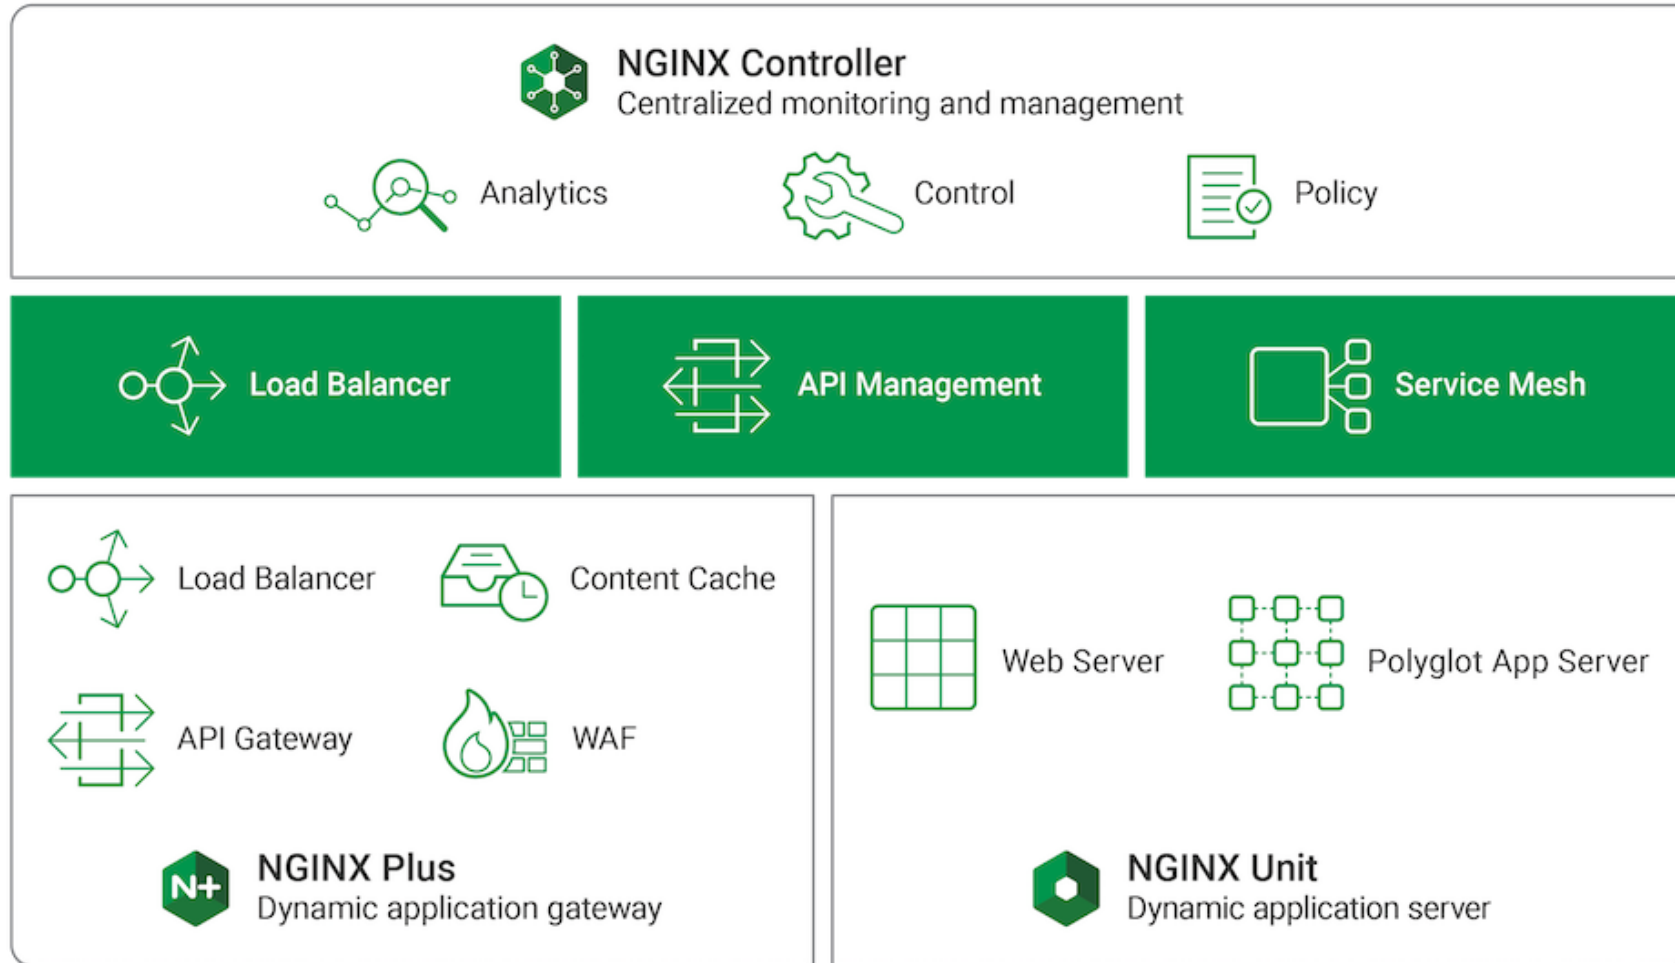 NGINX Controller
Centralized monitoring and management
Analytics
Control
Policy
Load Balancer
API Management
Service Mesh
Load Balancer
Content Cache
API Gateway
WAF
N+
NGINX Plus
Dynamic application gateway
Web Server
Polyglot App Server
NGINX Unit
Dynamic application server